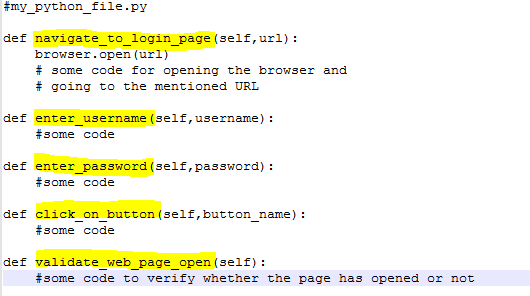 #my_python_file.py
def navigate_to_login_page(self,url):
browser.open(url)
# some code for opening the browser and
# going to the mentioned URL
def enter_username(self,username):
#some code
def enter_password(self,password):
#some code
def click_on_button(self,button_name):
#some code
def validate_web_page_open(self):
#some code to verify whether the page has opened or not